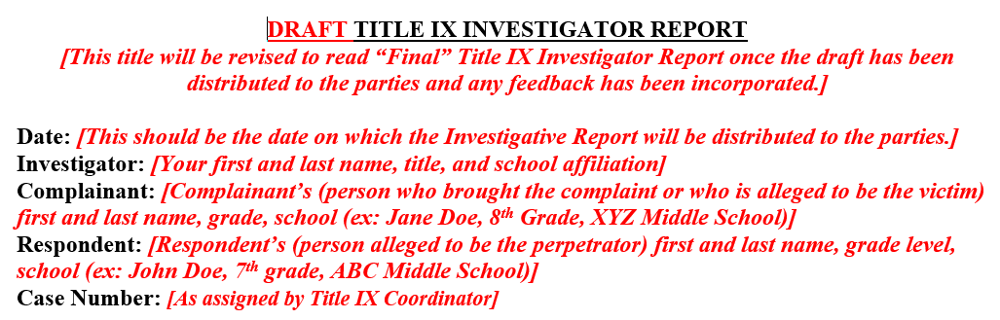 DRAFT TITLE IX INVESTIGATOR REPORT
[This title will be revised to read “Final” Title IX Investigator Report once the draft has been
distributed to the parties and any feedback has been incorporated.]
Date: [This should be the date on which the Investigative Report will be distributed to the parties.]
Investigator: [Your first and last name, title, and school affiliation]
Complainant: [Complainant’s (person who brought the complaint or who is alleged to be the victim)
first and last name, grade, school (ex: Jane Doe, 8th Grade, XYZ Middle School)]
Respondent: [Respondent’s (person alleged to be the perpetrator) first and last name, grade level,
school (ex: John Doe, 7th grade, ABC Middle School)]
Case Number: [As assigned by Title IX Coordinator]